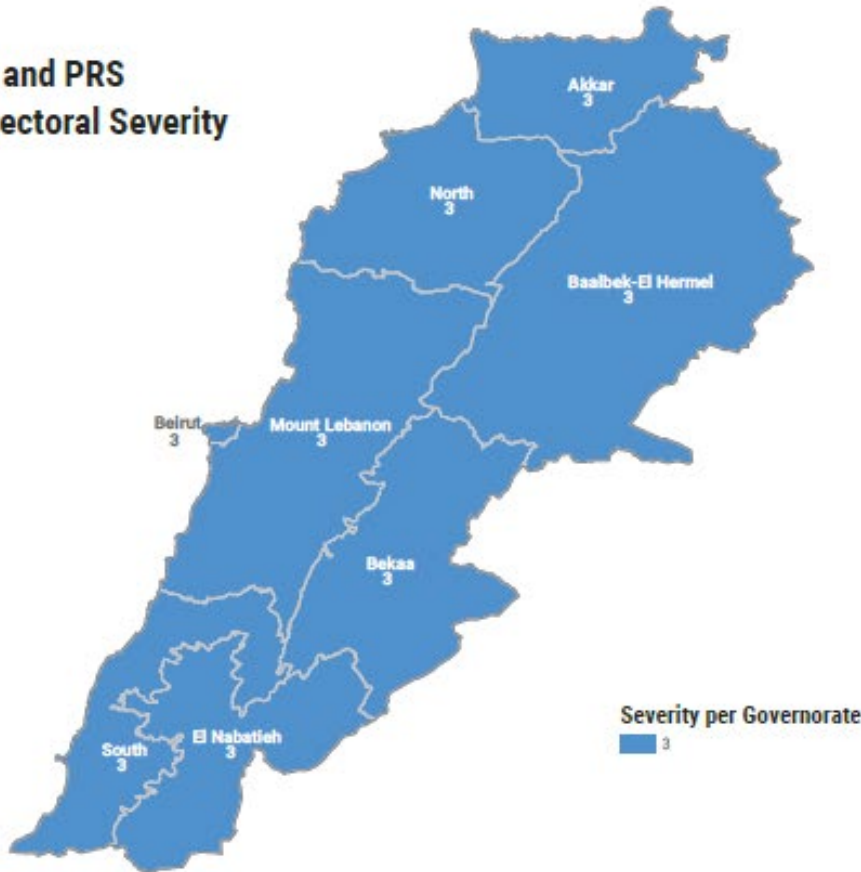 and PRS
ectoral Severity
Akkar
3
North
3
Baalbek-El Hermel
3
Beirut
3
Mount Lebanon
3
Bekaa
3
El Nabatieh
3
South
3
Severity per Governorate
3